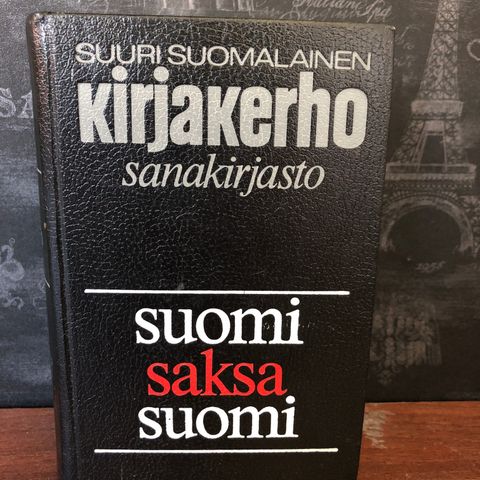 SUURI SUOMALAINEN
kirjakerho
sanakirjasto
suomi
saksa
suomi